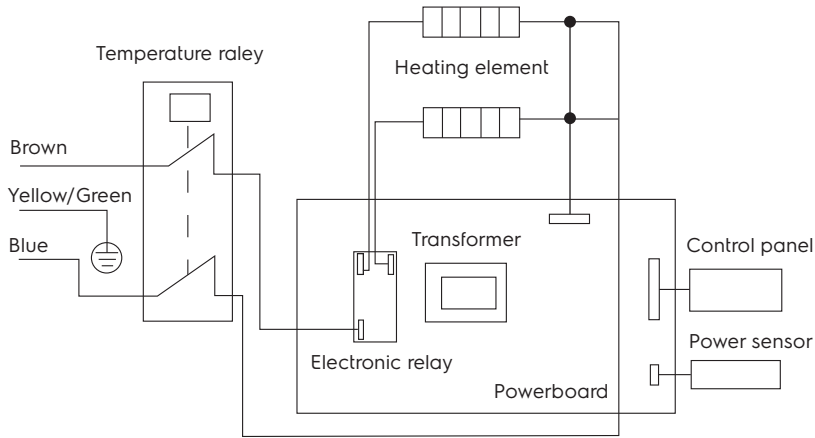 Temperature raley
Heating element
Brown
Yellow/Green
Blue
Transformer
Control panel
Electronic relay
Power sensor
Powerboard